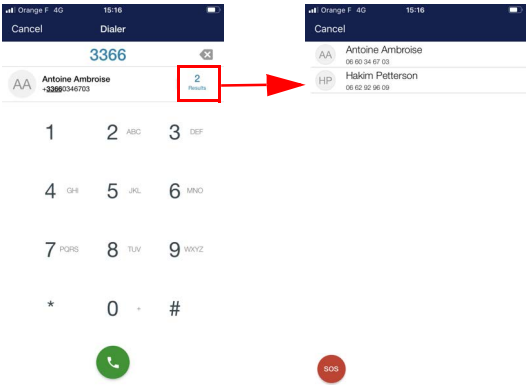 Orange F 4G 15:16
Cancel Dialer
3366
AA Antoine Ambroise
+33660346703
2
Results
1 2 ABC 3 DEF
4 GHI 5 JKL 6 MNO
7 PQRS 8 TUV 9 WXYZ
* 0 + #
Orange F 4G 15:16
Cancel
AA Antoine Ambroise
06 60 34 67 03
HP Hakim Petterson
06 62 92 96 09
SOS